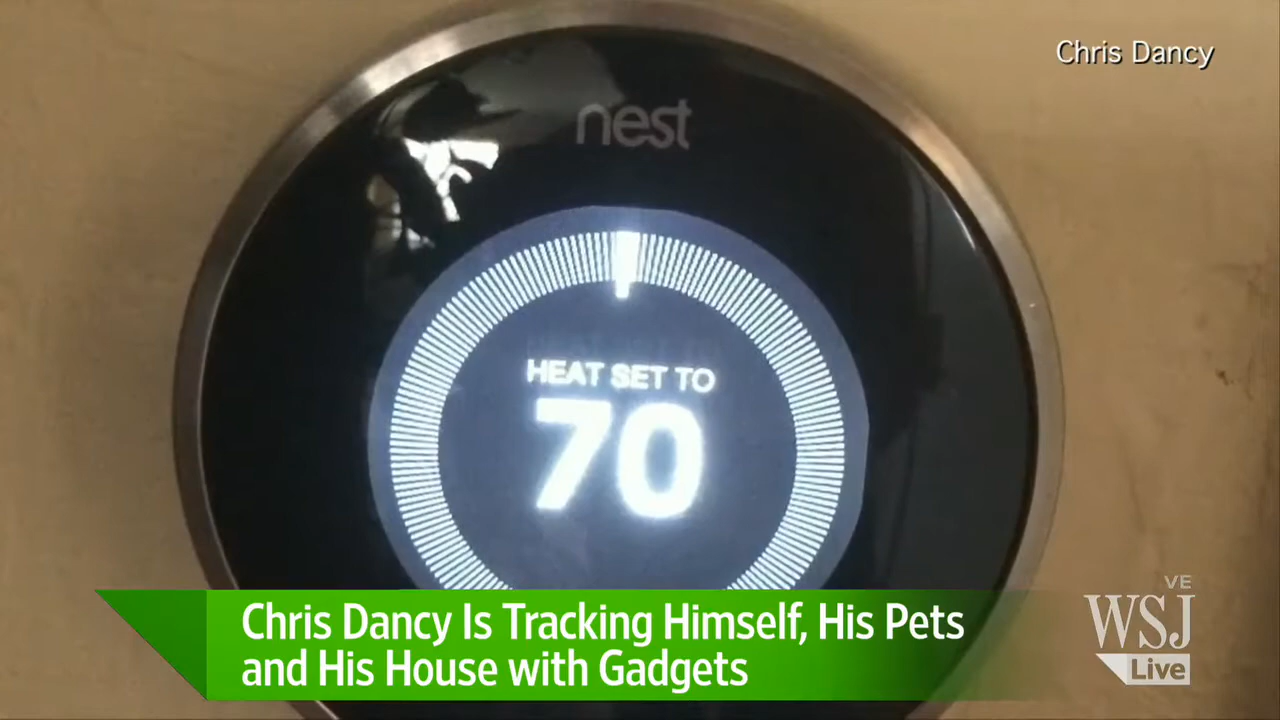 Chris Dancy
nest
HEAT SET TO
70
Chris Dancy Is Tracking Himself, His Pets
and His House with Gadgets
VE
WSJ
Live